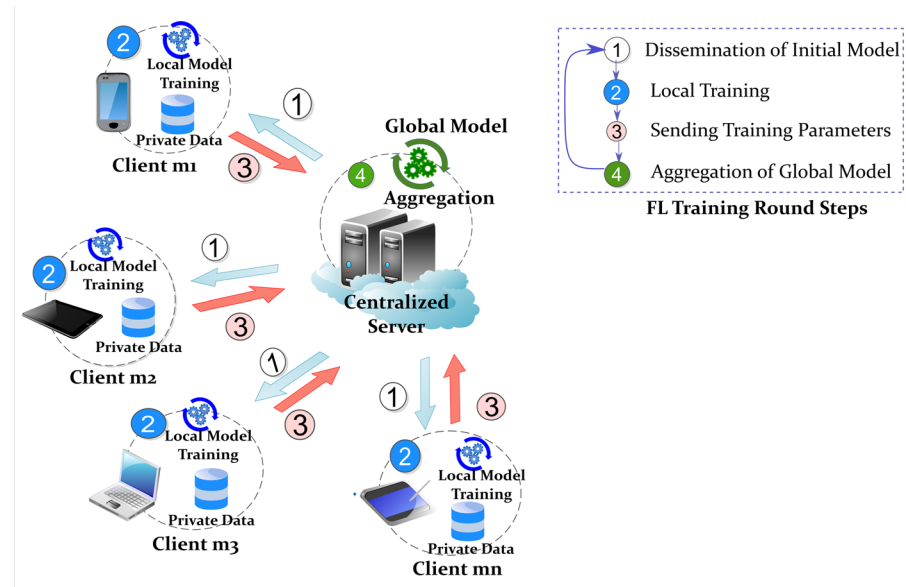 2
Local Model
Training
Private Data
Client m1
1
3
Global Model
4
Aggregation
Centralized
Server
2
Local Model
Training
Private Data
Client m2
1
3
2
Local Model
Training
Private Data
Client m3
1
3
1
3
2
Local Model
Training
Private Data
Client mn
1 Dissemination of Initial Model
2 Local Training
3 Sending Training Parameters
4 Aggregation of Global Model
FL Training Round Steps